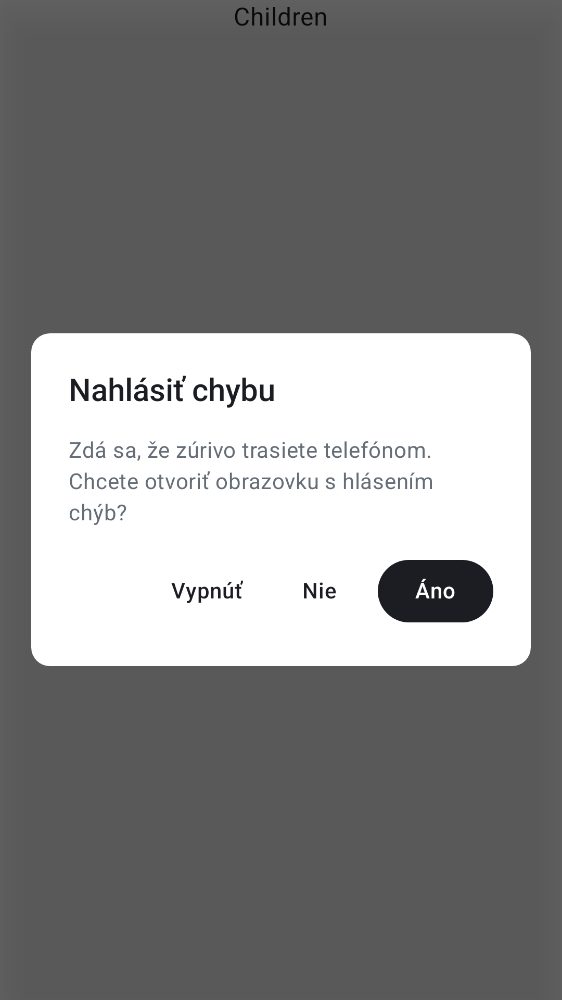 Children
Nahlásiť chybu
Zdá sa, že zúrivo trasiete telefónom.
Chcete otvoriť obrazovku s hlásením
chýb?
Vypnúť Nie Áno